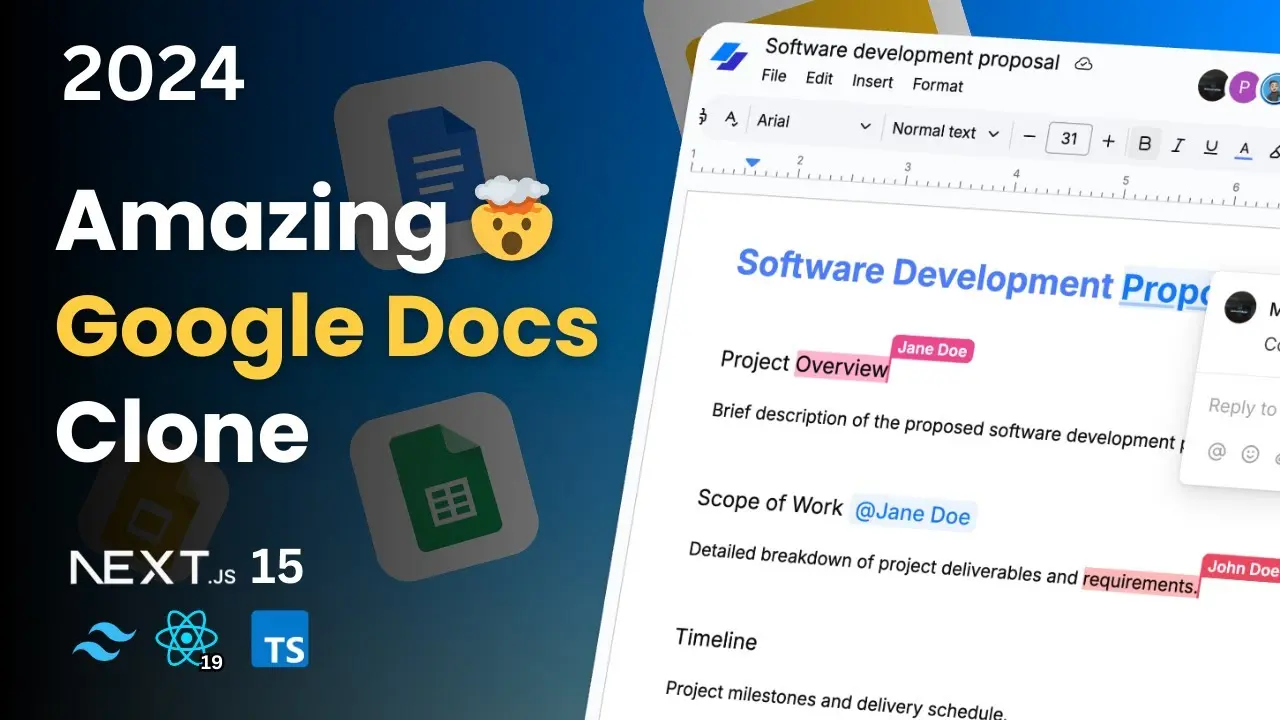 2024
Amazing 🤯
Google Docs
Clone
NEXT.JS 15
19
TS
Software development proposal
File Edit Insert Format
P
Arial Normal text 31 B I U A
1 2 3 4 5 6
Software Development
Jane Doe
Project Overview
Brief description of the proposed software development
Reply to
@
Scope of Work @Jane Doe
John Doe
Detailed breakdown of project deliverables and requirements.
Timeline
Project milestones and delivery schedule.